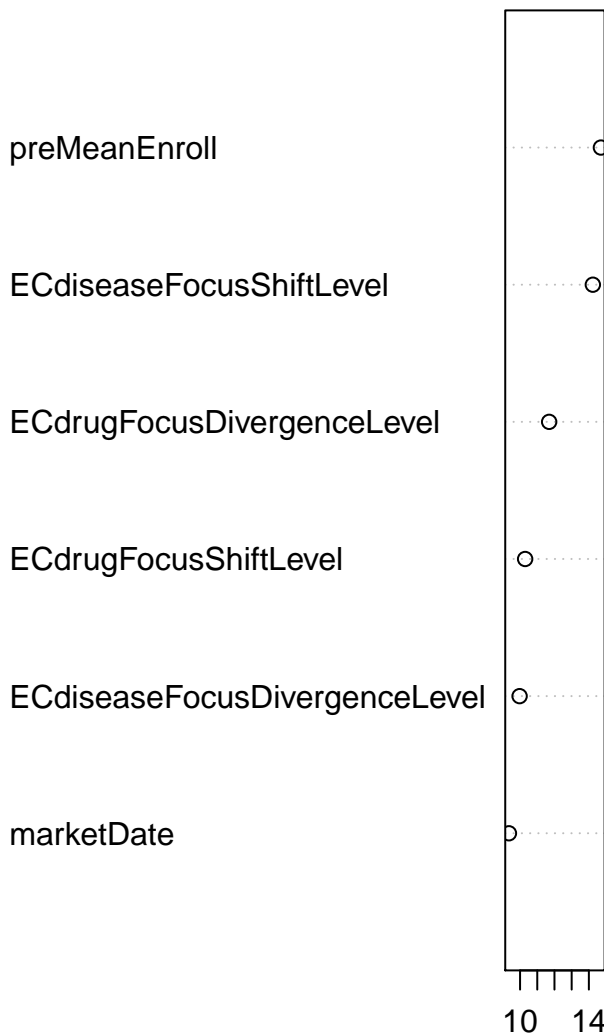 preMeanEnroll
ECdiseaseFocusShiftLevel
ECdrugFocusDivergenceLevel
ECdrugFocusShiftLevel
ECdiseaseFocusDivergenceLevel
marketDate
10 14